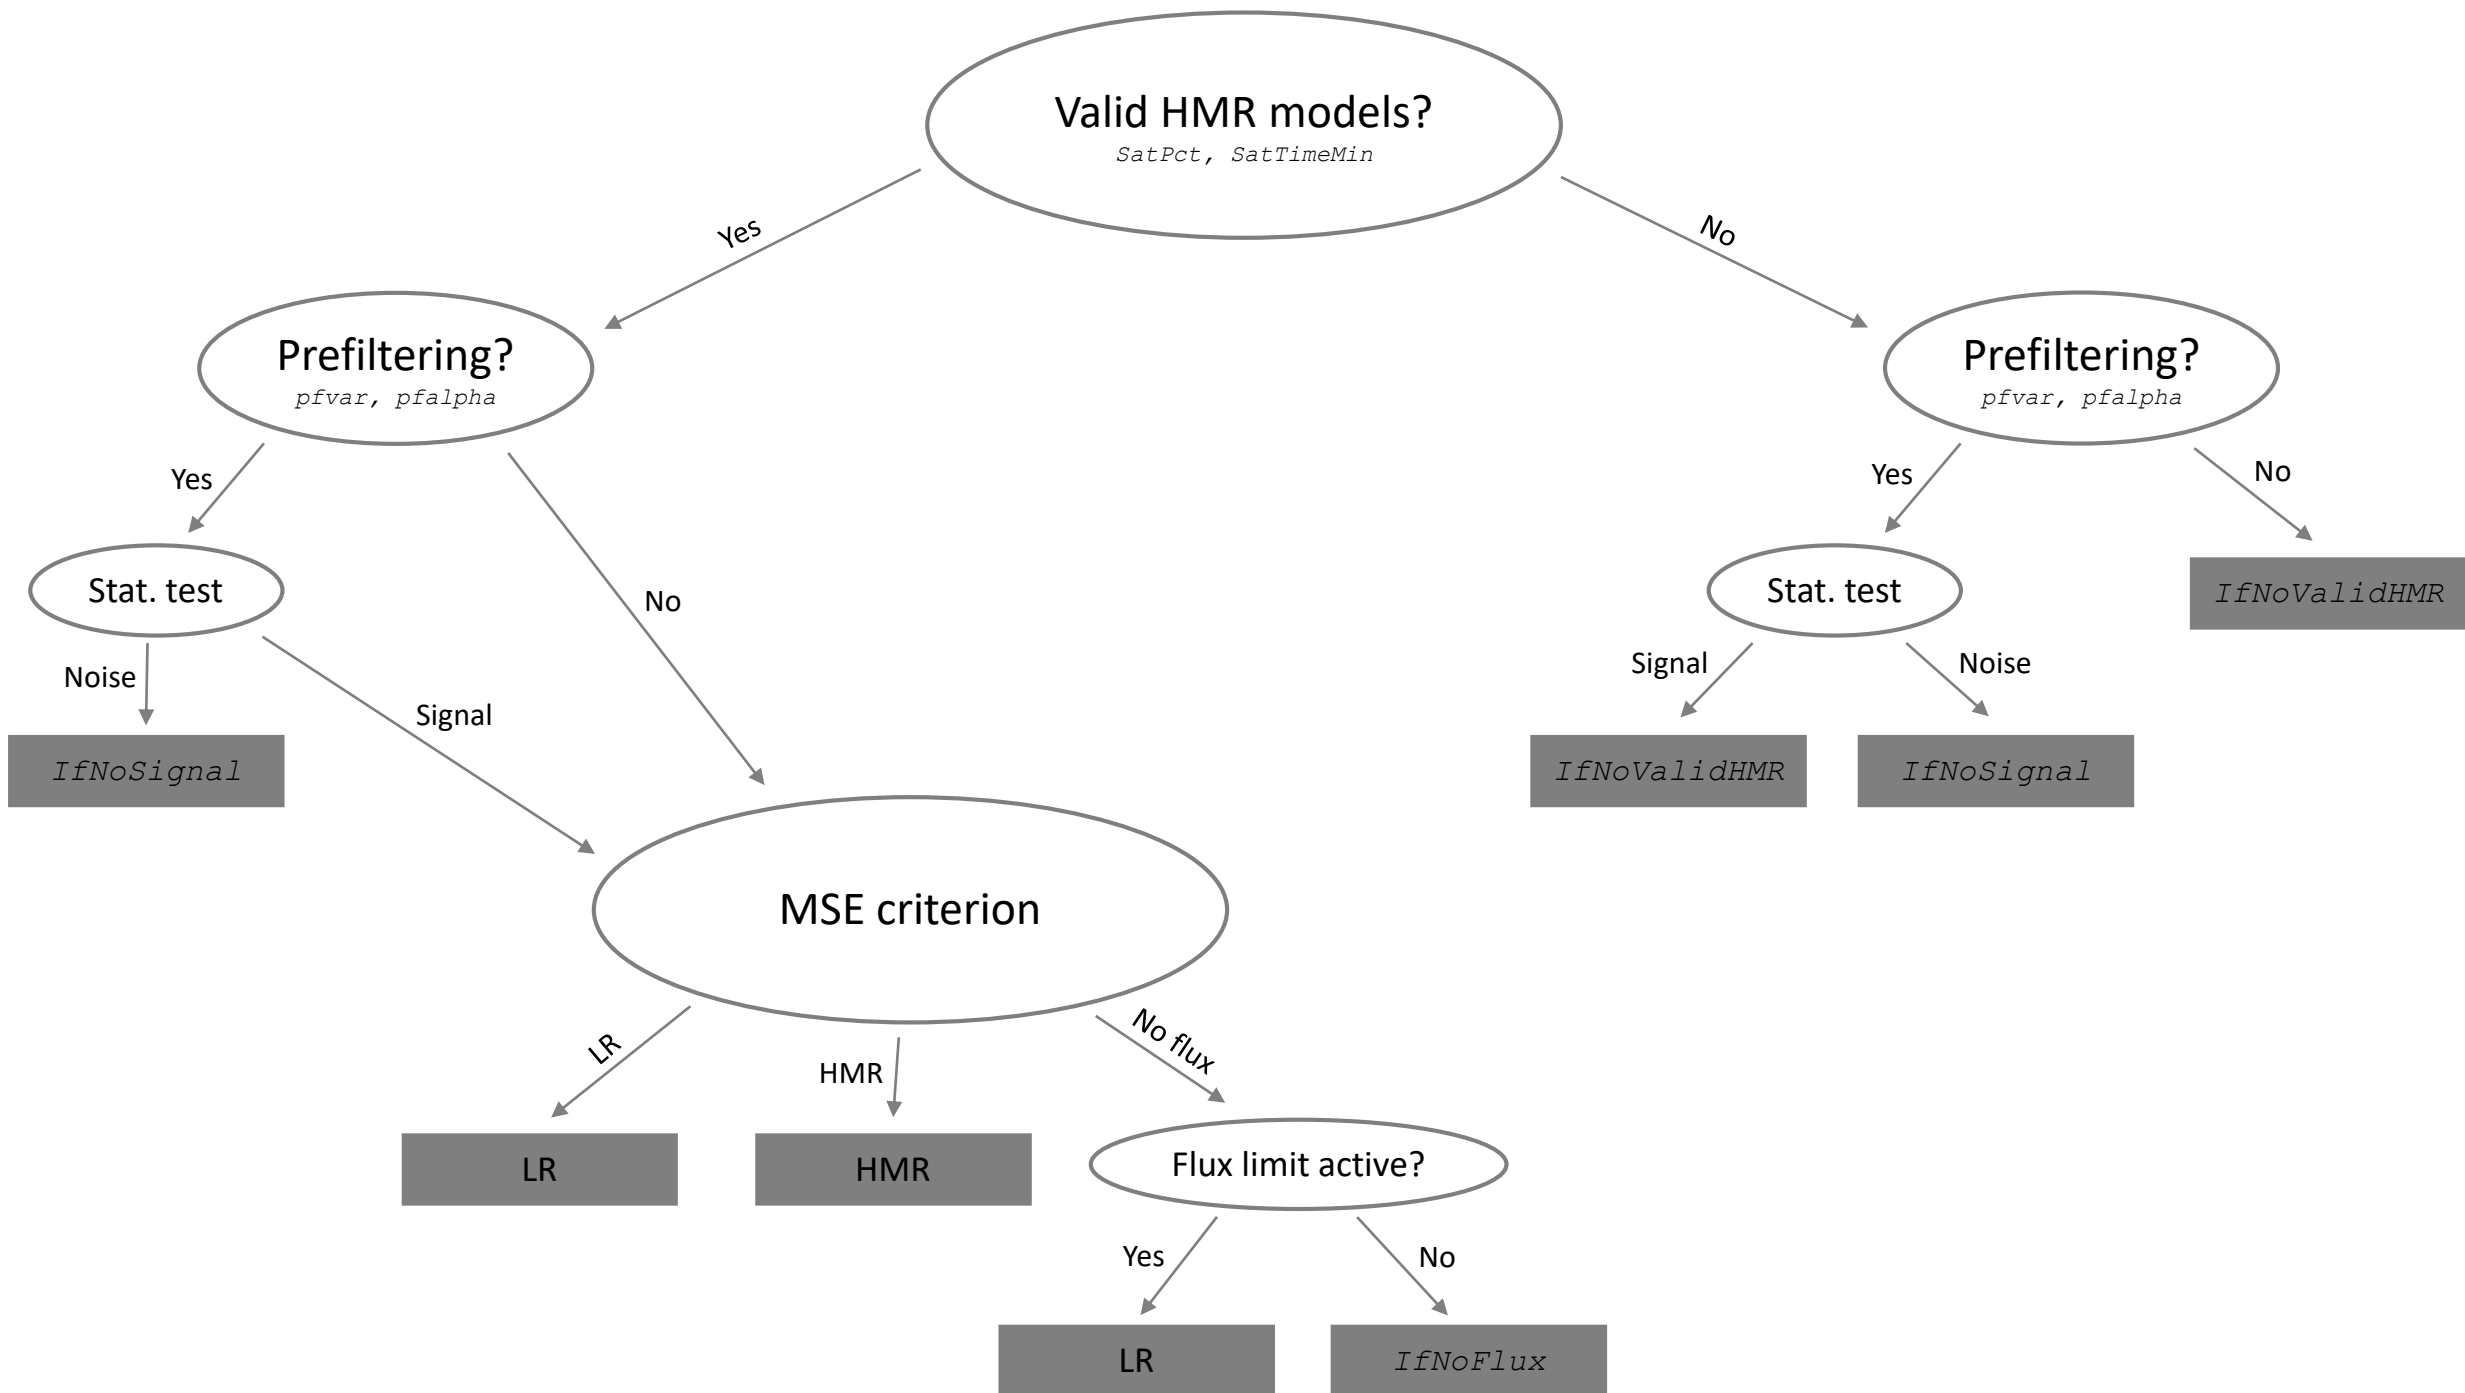 Valid HMR models?
SatPct, SatTimeMin
Yes
No
Prefiltering?
pfvar, pfalpha
Prefiltering?
pfvar, pfalpha
Yes
No
Yes
No
Stat. test
Stat. test
IfNoValidHMR
Noise
Signal
Signal
Noise
IfNoSignal
IfNoValidHMR
IfNoSignal
MSE criterion
LR
HMR
No flux
LR
HMR
Flux limit active?
Yes
No
LR
IfNoFlux